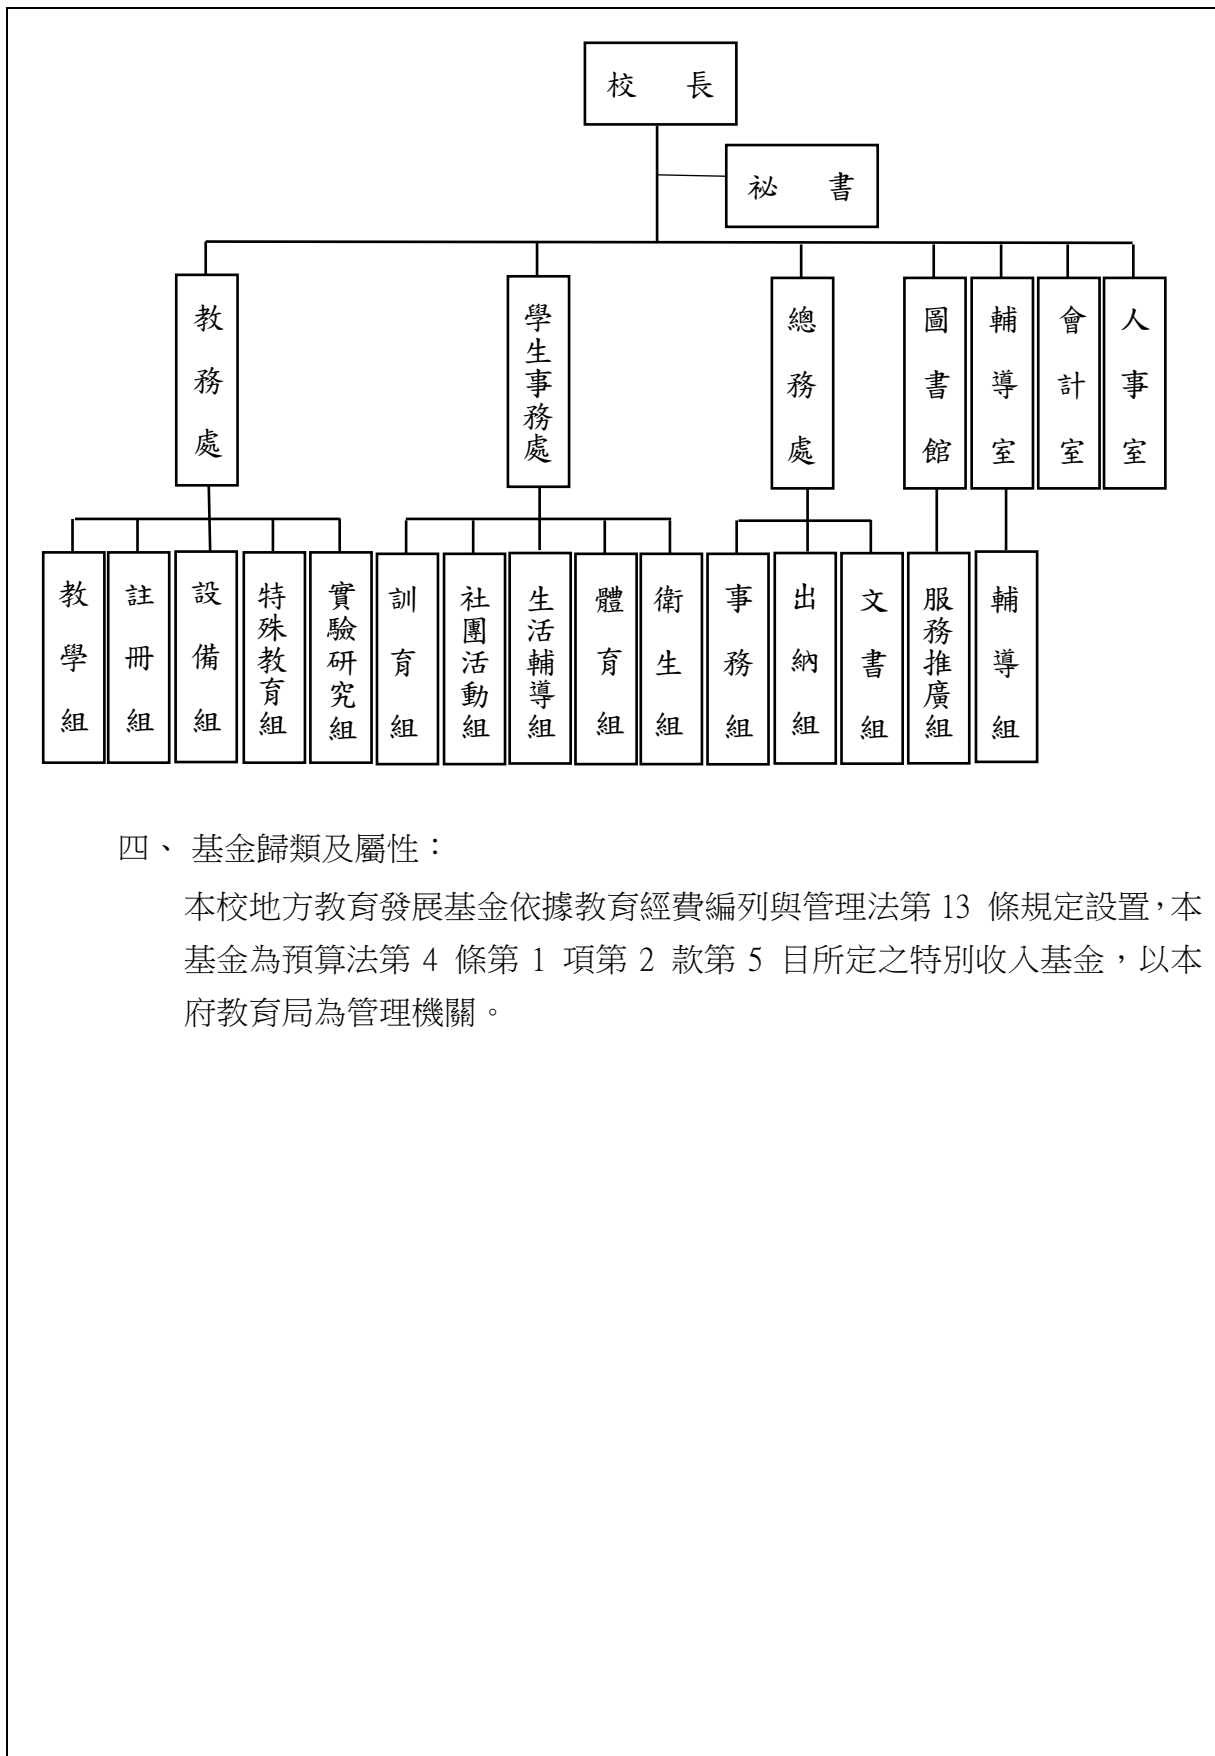 校 長
祕 書
教務處
學生事務處
總務處
圖書館
輔導室
會計室
人事室
教學組
註冊組
設備組
特殊教育組
實驗研究組
訓育組
社團活動組
生活輔導組
體育組
衛生組
事務組
出納組
文書組
服務推廣組
輔導組
四、 基金歸類及屬性：
本校地方教育發展基金依據教育經費編列與管理法第 13 條規定設置，本
基金為預算法第 4 條第 1 項第 2 款第 5 目所定之特別收入基金，以本
府教育局為管理機關。